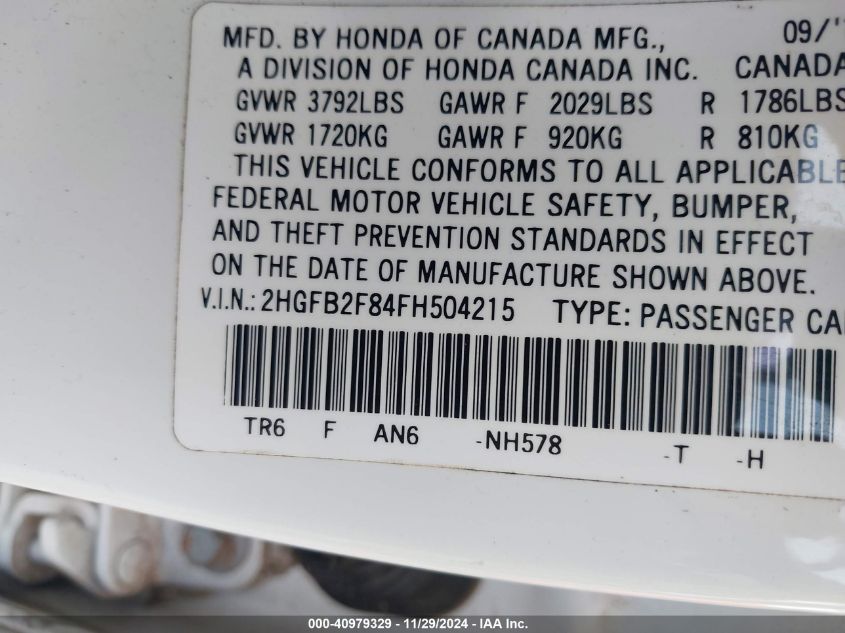 MFD. BY HONDA OF CANADA MFG., 09/'
A DIVISION OF HONDA CANADA INC. CANADA
GVWR 3792LBS GAWR F 2029LBS R 1786LBS
GVWR 1720KG GAWR F 920KG R 810KG
THIS VEHICLE CONFORMS TO ALL APPLICABLE
FEDERAL MOTOR VEHICLE SAFETY, BUMPER,
AND THEFT PREVENTION STANDARDS IN EFFECT
ON THE DATE OF MANUFACTURE SHOWN ABOVE.
V.I.N.: 2HGFB2F84FH504215 TYPE: PASSENGER CA
TR6 F AN6 -NH578 -T -H
000-40979329 - 11/29/2024 - IAA Inc.